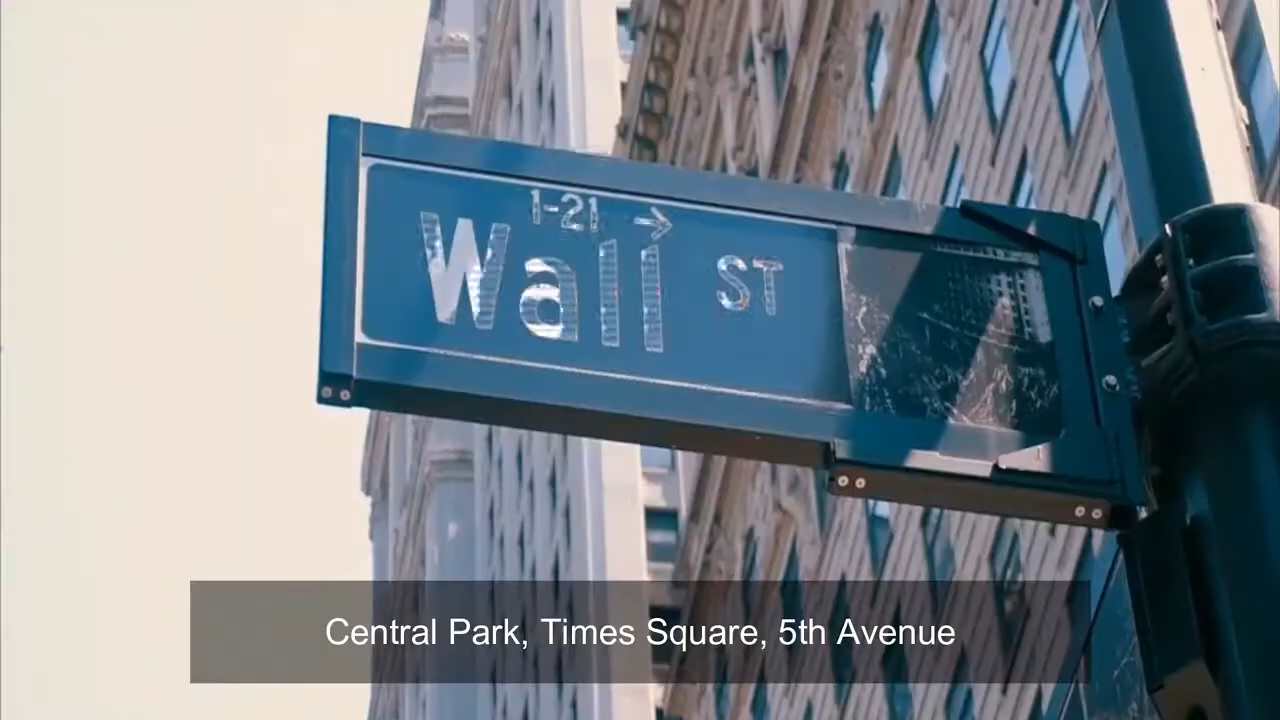 1-21 →
Wall ST
Central Park, Times Square, 5th Avenue